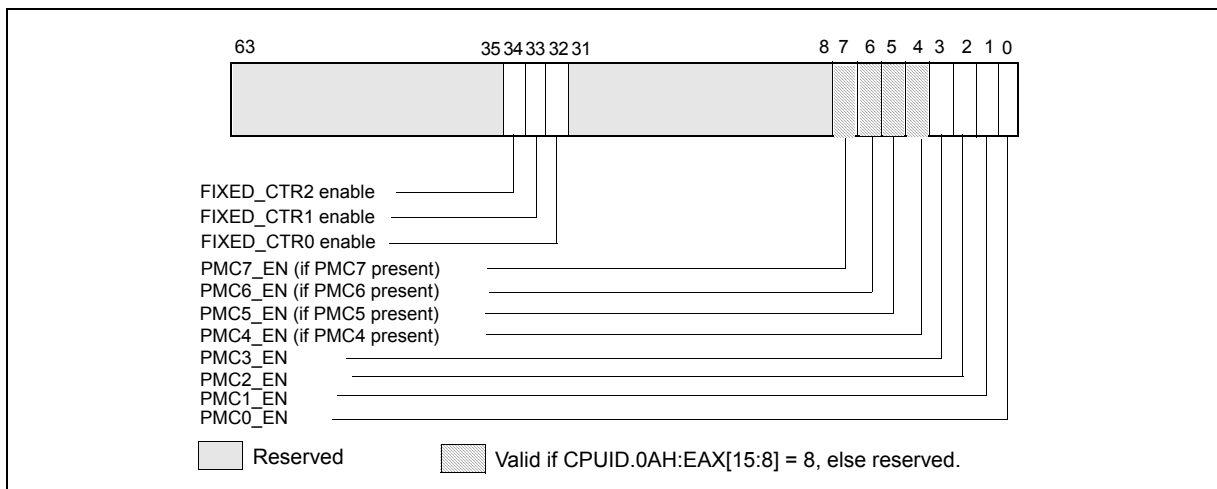 63 35 34 33 32 31 8 7 6 5 4 3 2 1 0
FIXED_CTR2 enable
FIXED_CTR1 enable
FIXED_CTR0 enable
PMC7_EN (if PMC7 present)
PMC6_EN (if PMC6 present)
PMC5_EN (if PMC5 present)
PMC4_EN (if PMC4 present)
PMC3_EN
PMC2_EN
PMC1_EN
PMC0_EN
Reserved Valid if CPUID.0AH:EAX[15:8] = 8, else reserved.